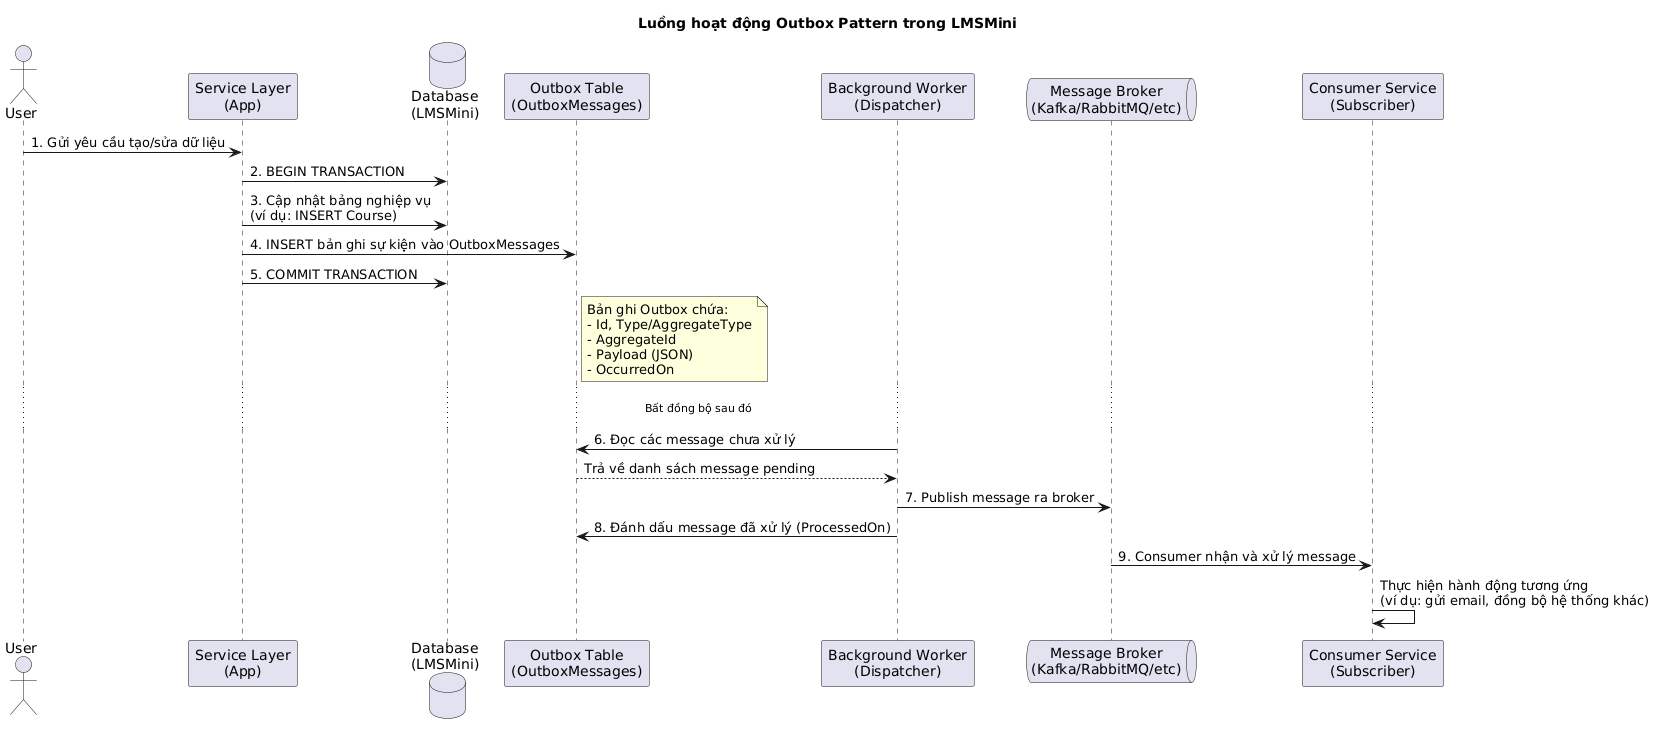 Luồng hoạt động Outbox Pattern trong LMSMini
User
Service Layer
(App)
Database
(LMSMini)
Outbox Table
(OutboxMessages)
Background Worker
(Dispatcher)
Message Broker
(Kafka/RabbitMQ/etc)
Consumer Service
(Subscriber)
1. Gửi yêu cầu tạo/sửa dữ liệu
2. BEGIN TRANSACTION
3. Cập nhật bảng nghiệp vụ
(ví dụ: INSERT Course)
4. INSERT bản ghi sự kiện vào OutboxMessages
5. COMMIT TRANSACTION
Bản ghi Outbox chứa:
- Id, Type/AggregateType
- AggregateId
- Payload (JSON)
- OccurredOn
Bất đồng bộ sau đó
6. Đọc các message chưa xử lý
Trả về danh sách message pending
7. Publish message ra broker
8. Đánh dấu message đã xử lý (ProcessedOn)
9. Consumer nhận và xử lý message
Thực hiện hành động tương ứng
(ví dụ: gửi email, đồng bộ hệ thống khác)
User
Service Layer
(App)
Database
(LMSMini)
Outbox Table
(OutboxMessages)
Background Worker
(Dispatcher)
Message Broker
(Kafka/RabbitMQ/etc)
Consumer Service
(Subscriber)